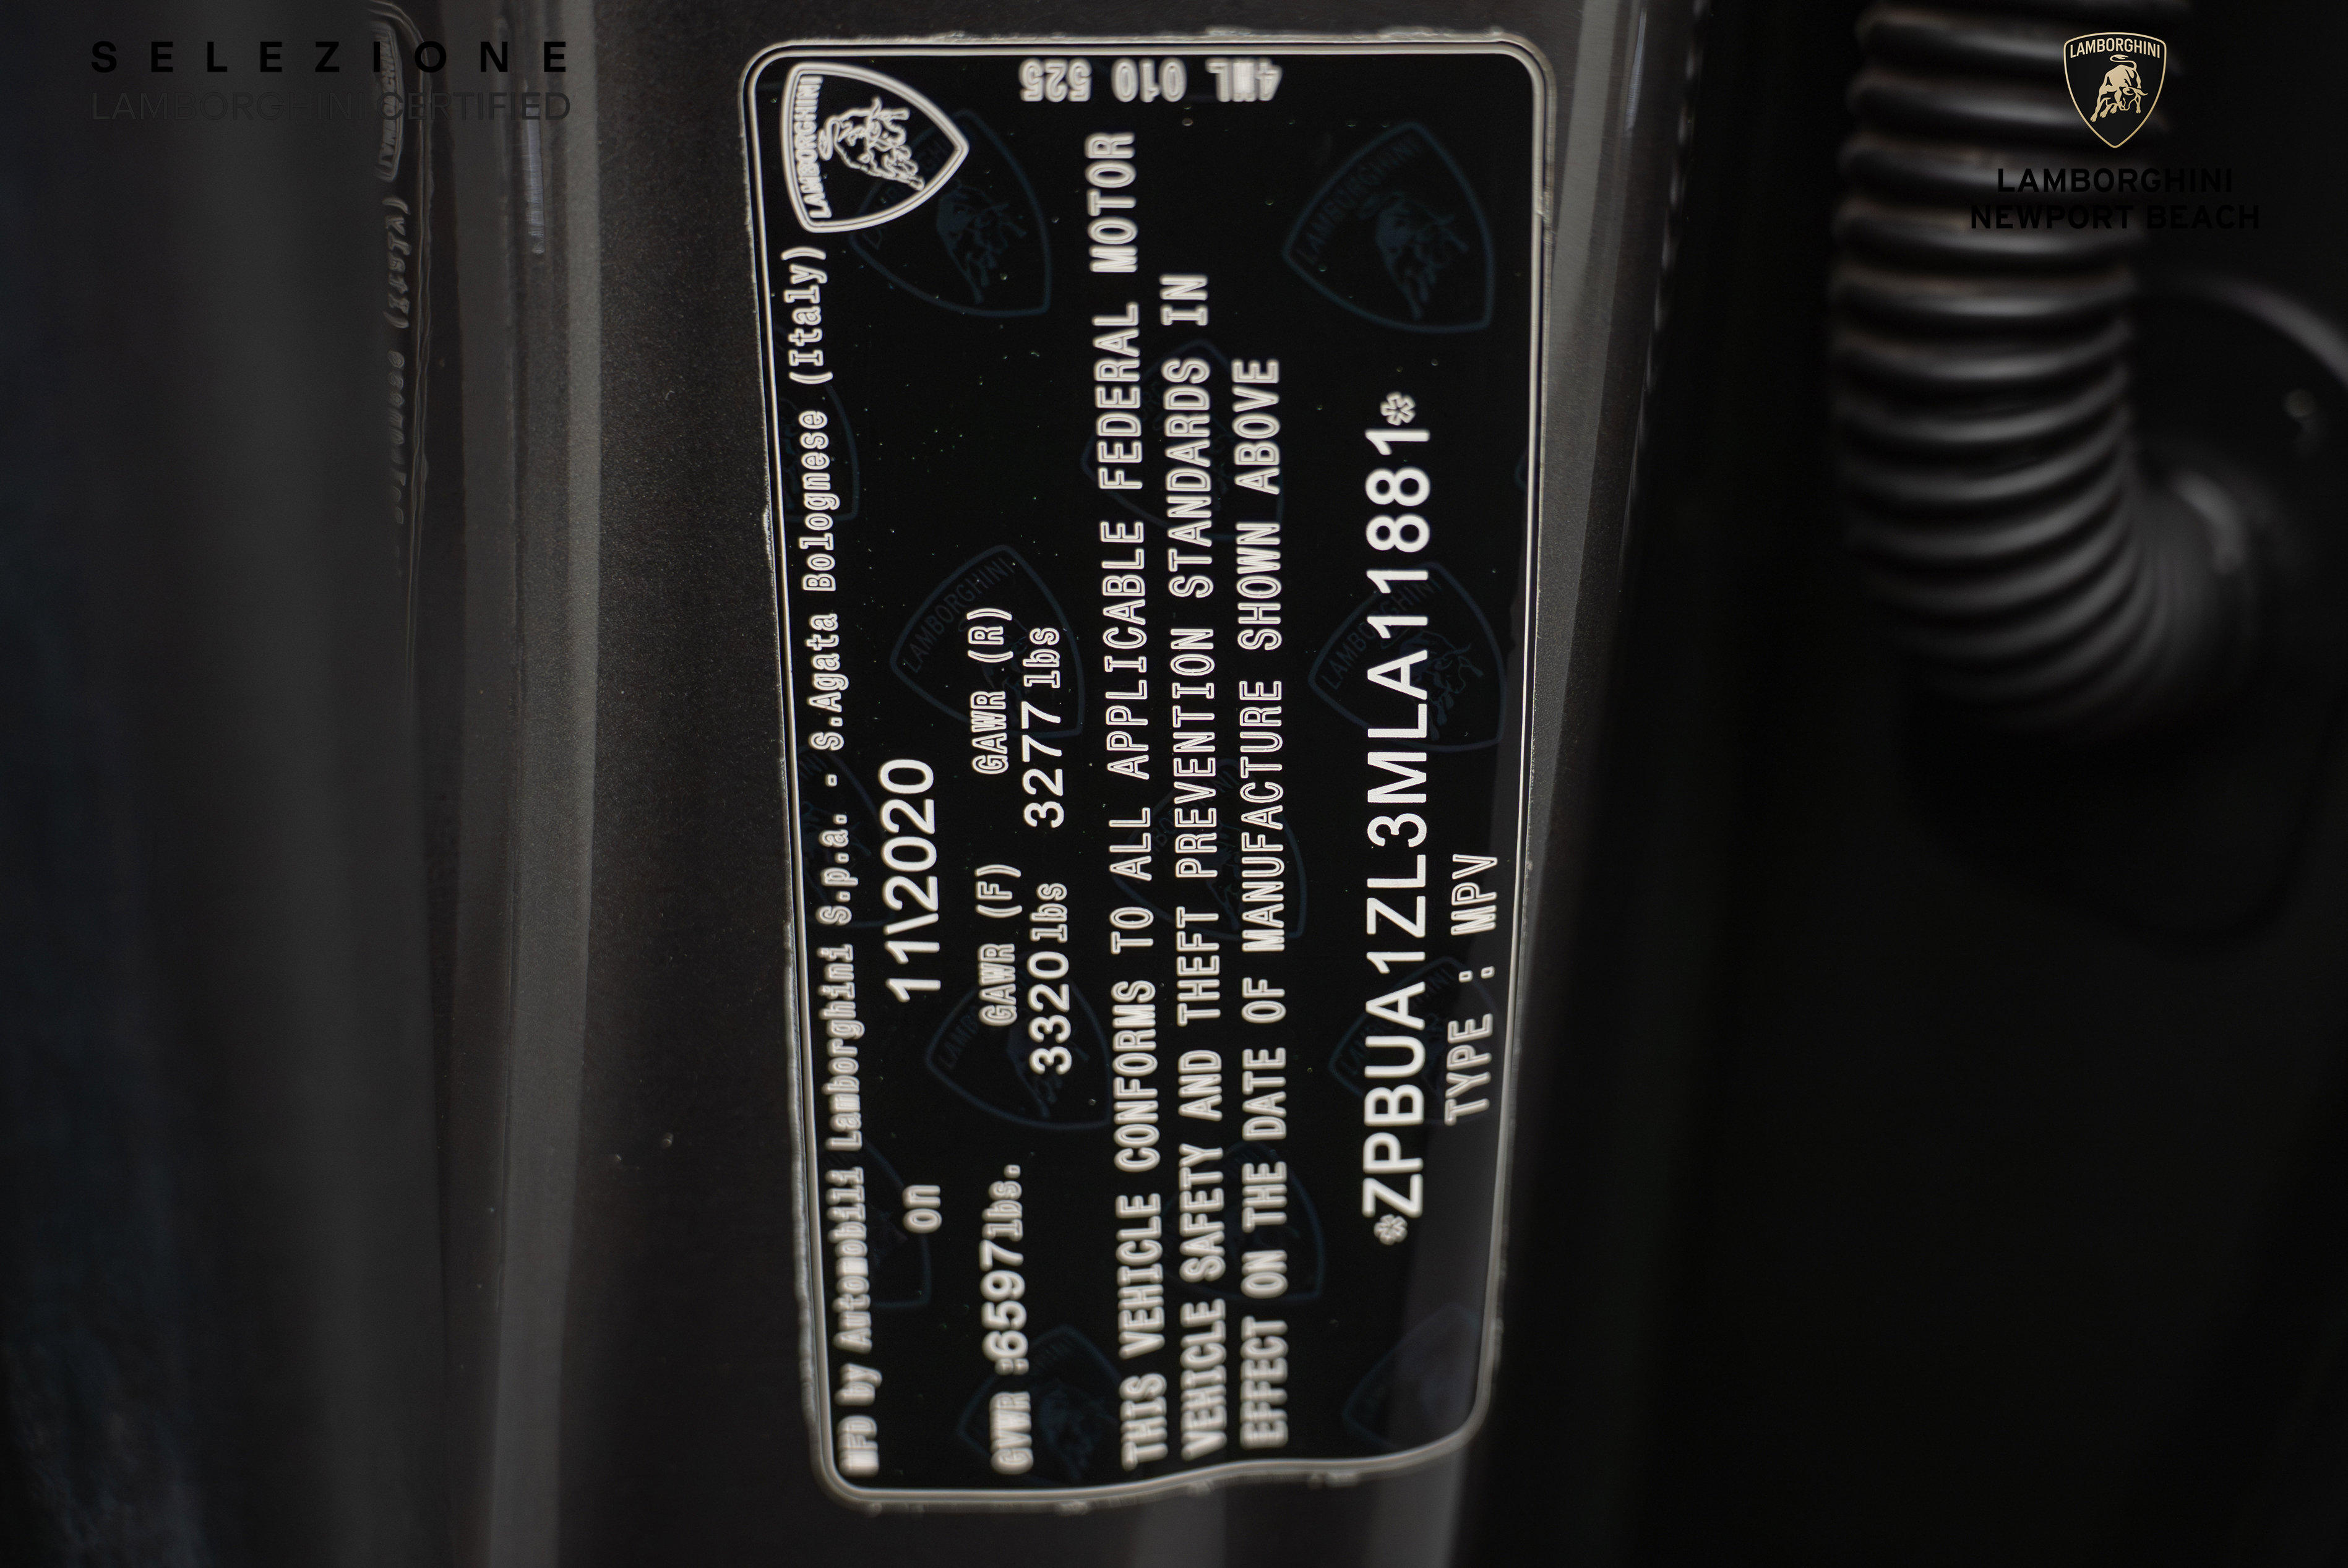 SELEZIONE
LAMBORGHINI CERTIFIED
LAMBORGHINI
LAMBORGHINI
NEWPORT BEACH
LAMBORGHINI
MFD by Automobili Lamborghini S.p.a. - S.Agata Bolognese (Italy)
on 11\2020
GVWR :6597lbs. GAWR (F) GAWR (R)
3320lbs 3277lbs
THIS VEHICLE CONFORMS TO ALL APPLICABLE FEDERAL MOTOR
VEHICLE SAFETY AND THEFT PREVENTION STANDARDS IN
EFFECT ON THE DATE OF MANUFACTURE SHOWN ABOVE
*ZPBUA1ZL3MLA11881*
TYPE : MPV
4ML 010 525